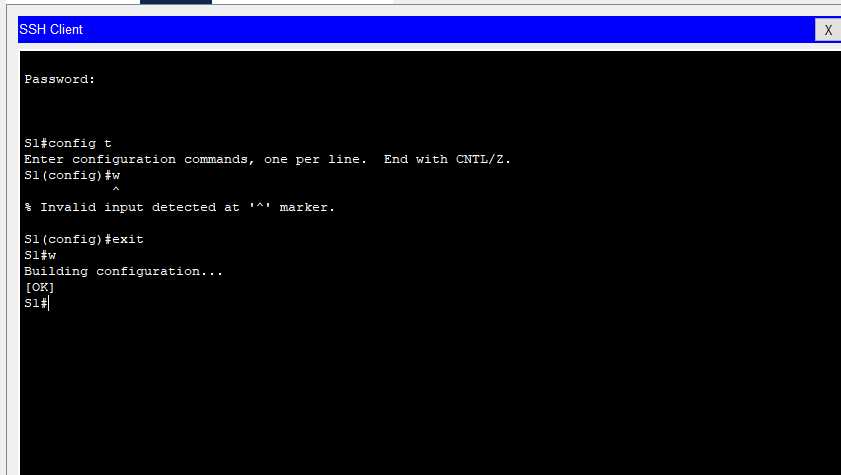 SSH Client
X
Password:
S1#config t
Enter configuration commands, one per line.  End with CNTL/Z.
S1(config)#w
^
% Invalid input detected at '^' marker.
S1(config)#exit
S1#w
Building configuration...
[OK]
S1#